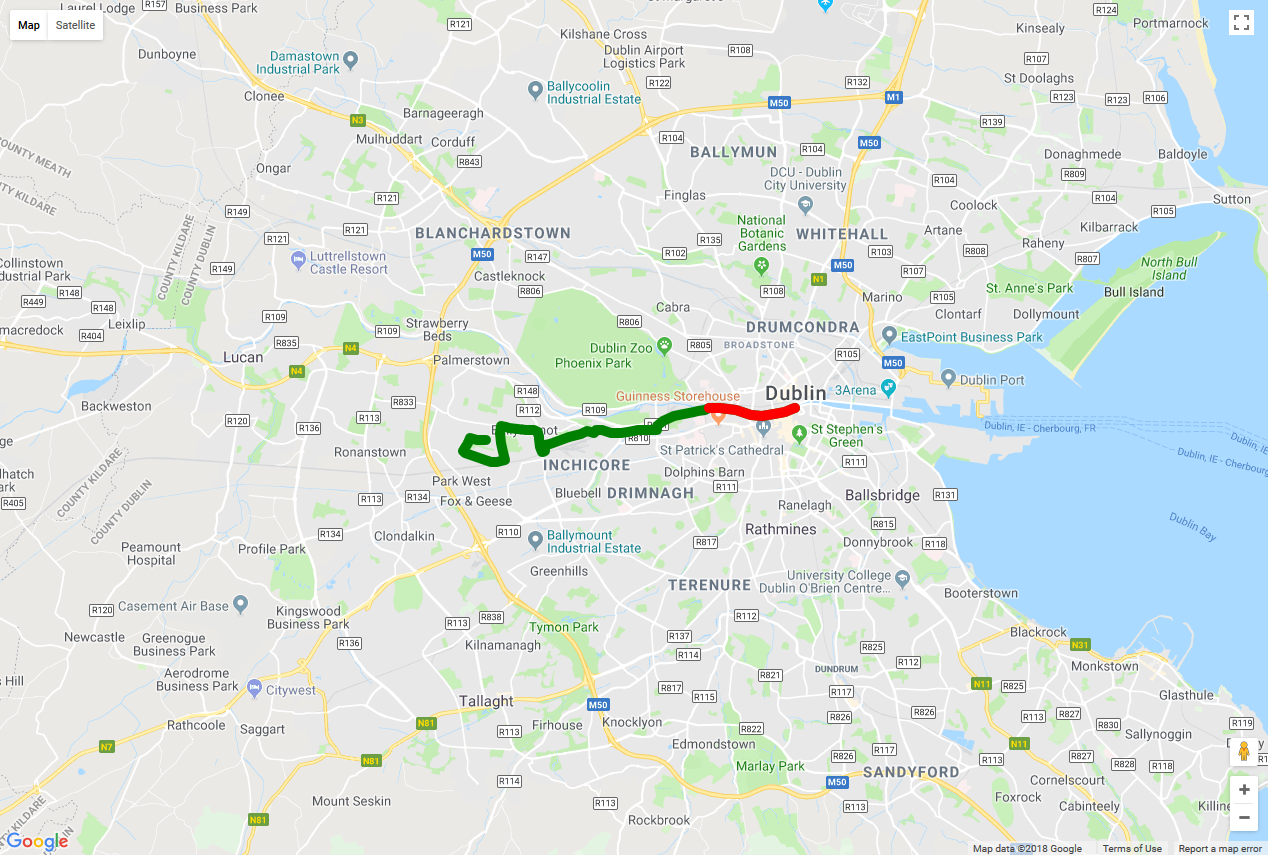 Map
Satellite
Laurel Lodge
R157
Business Park
R121
Kilshane Cross
Dublin Airport
Logistics Park
R108
R124
Portmarnock
Kinsealy
Dunboyne
Damastown
Industrial Park
R122
R132
R107
St Doolaghs
Clonee
Ballycoolin
Industrial Estate
M50
M1
R123
R123
R106
Barnageeragh
N3
R139
COUNTY MEATH
COUNTY KILDARE
Mulhuddart
Corduff
R104
BALLYMUN
R104
M50
Donaghmede
Baldoyle
R843
Ongar
DCU - Dublin
City University
R809
R104
R121
Finglas
R104
Coolock
R105
Sutton
R149
R121
R121
BLANCHARDSTOWN
National
Botanic
Gardens
WHITEHALL
Artane
Kilbarrack
R135
Raheny
COUNTY KILDARE
COUNTY DUBLIN
M50
R147
R102
R103
R808
R807
Collinstown
Industrial Park
R149
Luttrellstown
Castle Resort
Castleknock
M50
R107
North Bull
Island
N1
R148
R449
R148
R806
R108
Marino
R105
St. Anne's Park
Bull Island
Leixlip
R109
Cabra
Clontarf
Dollymount
macredock
R404
R109
Strawberry
Beds
R806
DRUMCONDRA
EastPoint Business Park
R835
Lucan
N4
Dublin Zoo
R805
BROADSTONE
R105
Phoenix Park
Palmerstown
M50
N4
Dublin Port
Backweston
R833
R148
Guinness Storehouse
Dublin
3Arena
R112
R109
R120
R113
R136
R810
St Stephen's
Green
Dublin, IE - Cherbourg, FR
Dublin, IE
Dublin, IE - Cherbourg
Ronanstown
INCHICORE
St Patrick's Cathedral
R111
COUNTY KILDARE
COUNTY DUBLIN
Park West
Dolphins Barn
R405
R113
R134
Fox & Geese
Bluebell
DRIMNAGH
R111
Ballsbridge
R131
Ranelagh
R134
Clondalkin
R110
Ballymount
Industrial Estate
Rathmines
R815
Dublin Bay
Peamount
Hospital
Profile Park
R817
Donnybrook
R118
Greenhills
TERENURE
University College
Dublin O'Brien Centre...
Booterstown
R120
Casement Air Base
Kingswood
Business Park
R113
R838
Tymon Park
R112
Newcastle
Greenogue
Business Park
R136
Kilnamanagh
R137
R114
R825
R112
Blackrock
N31
Monkstown
Hills
Aerodrome
Business Park
Citywest
R821
DUNDRUM
Tallaght
R817
R115
R117
N11
R825
Glasthule
Rathcoole
Saggart
N81
M50
Knocklyon
R826
R826
R113
R827
R119
Firhouse
R113
R822
R830
Sallynoggin
N7
N81
Edmondstown
R826
R117
N11
R113
R827
R828
R118
Marlay Park
SANDYFORD
R114
M50
Cornelscourt
Mount Seskin
R113
R113
Foxrock
Cabinteely
N81
Rockbrook
COUNTY KILDARE
Google
Map data ©2018 Google
Terms of Use
Report a map error